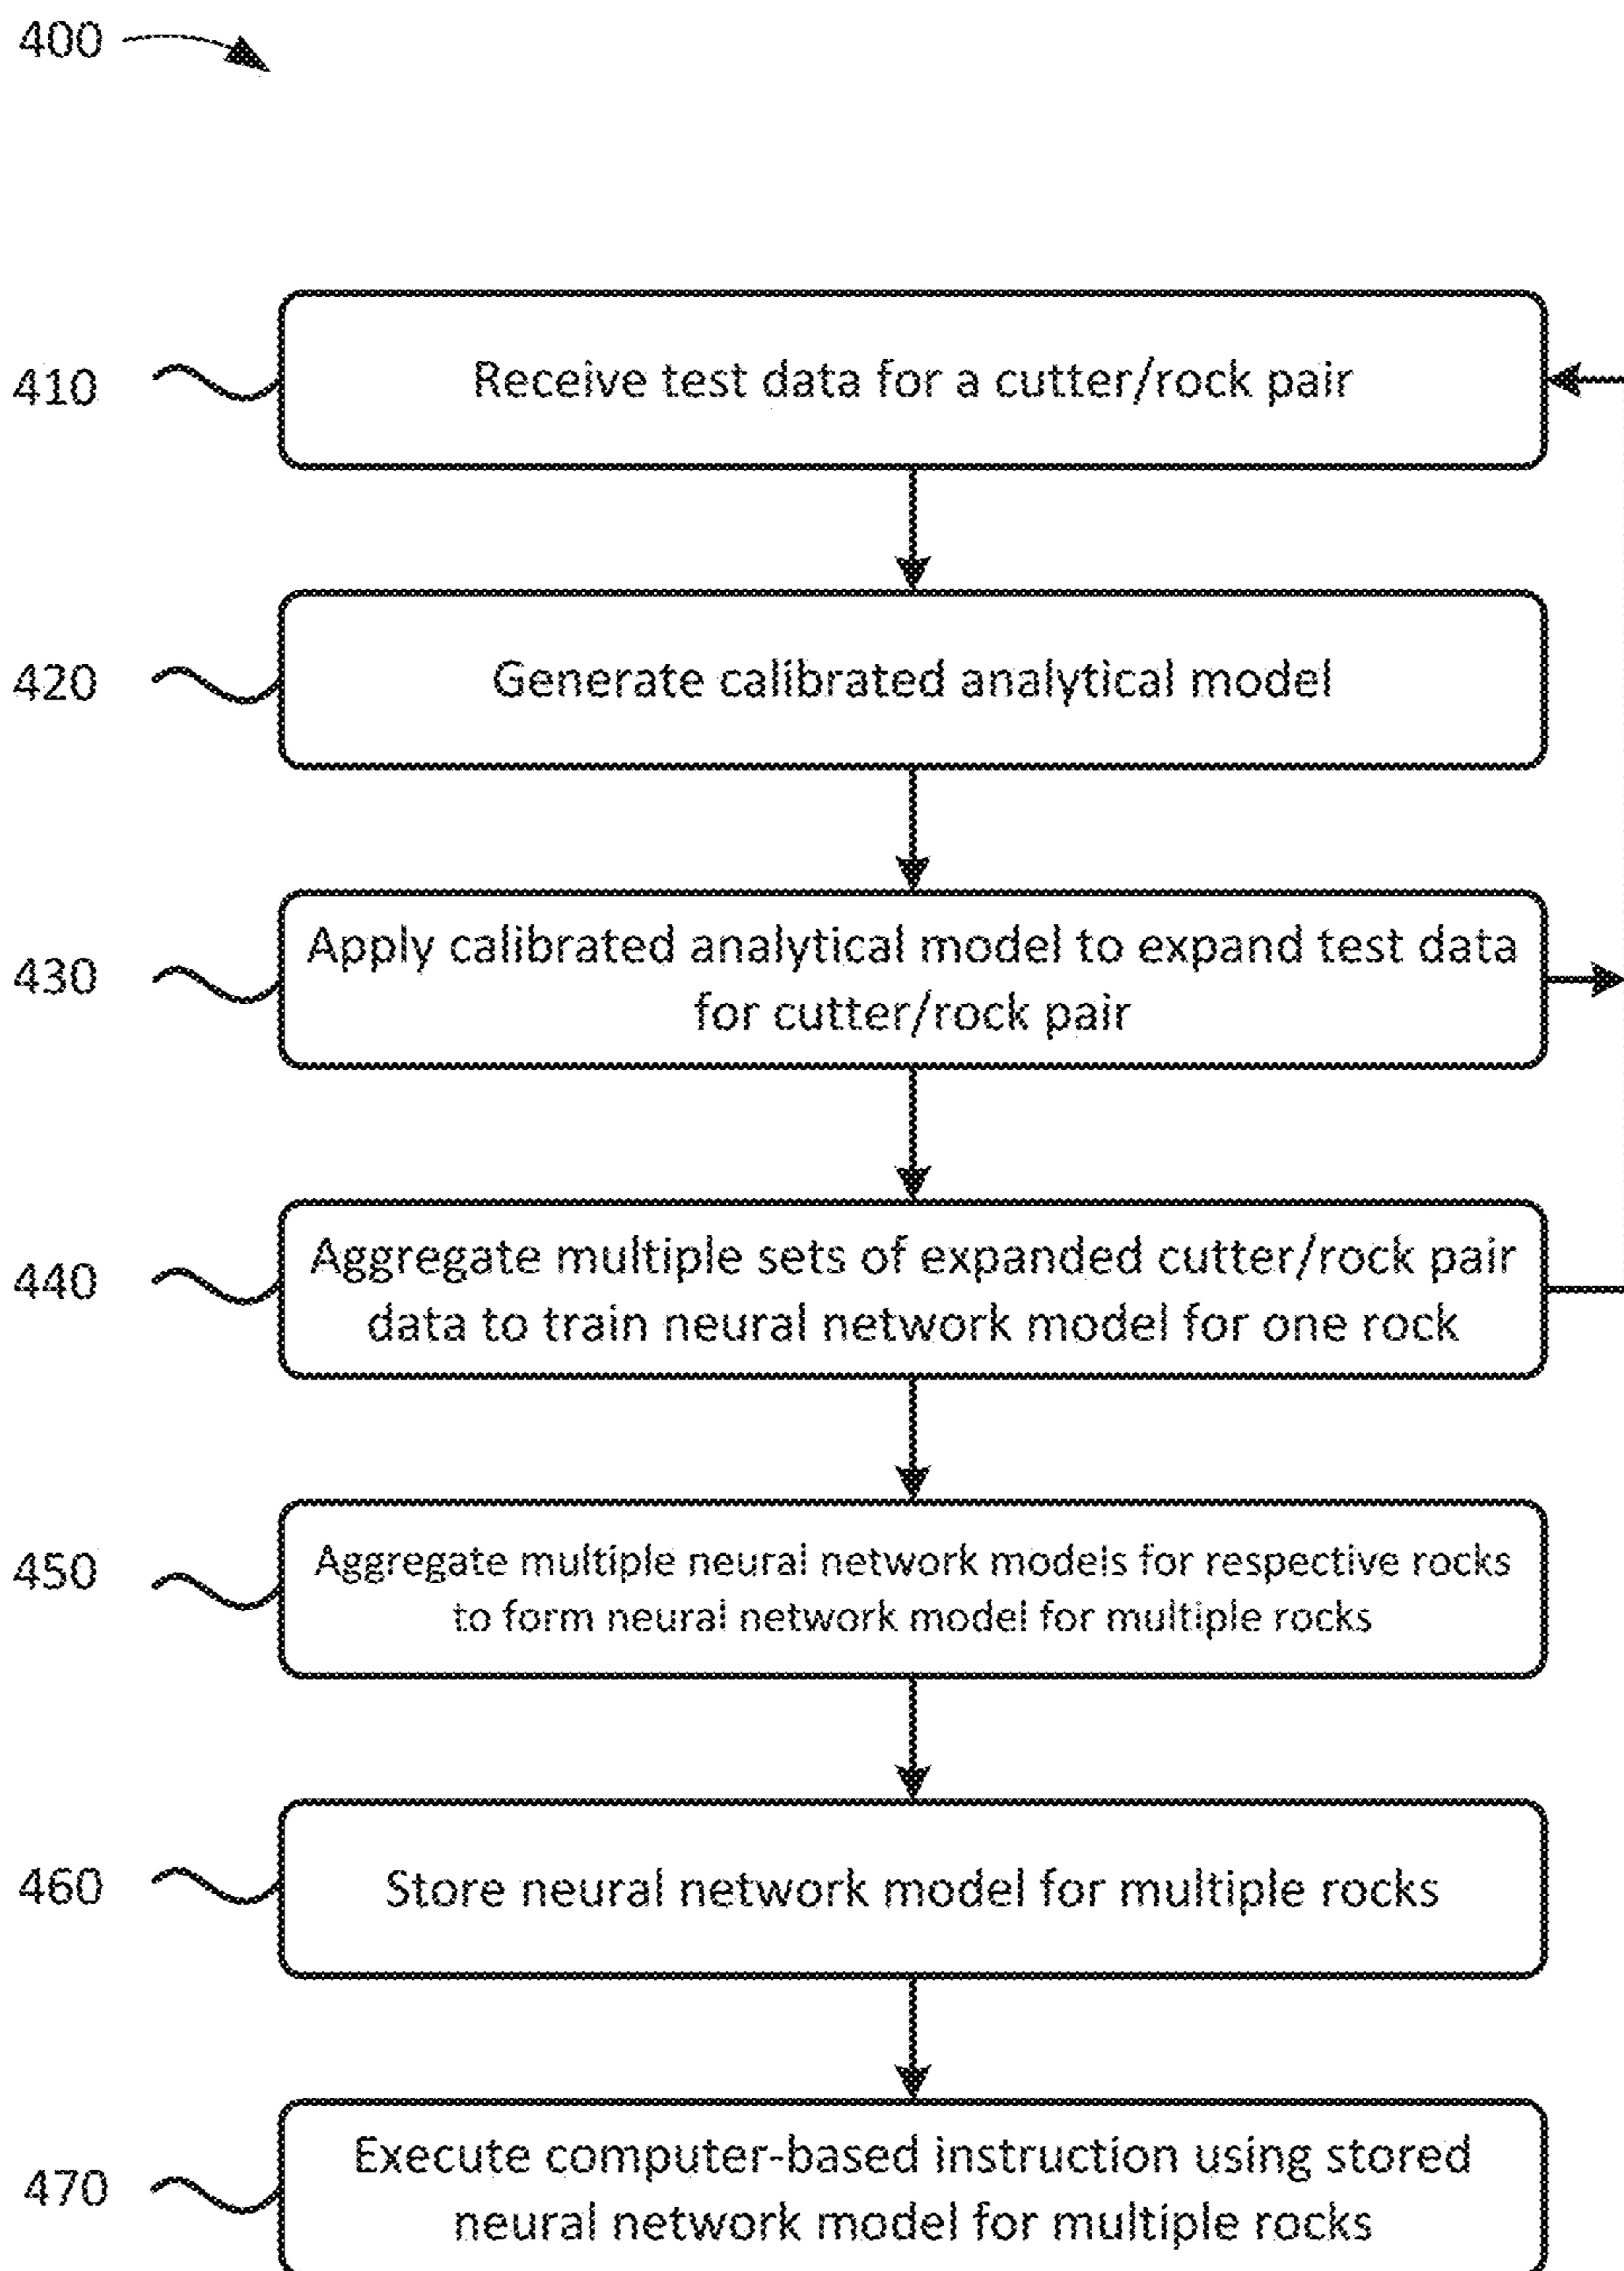 400
410
Receive test data for a cutter/rock pair
420
Generate calibrated analytical model
430
Apply calibrated analytical model to expand test data
for cutter/rock pair
440
Aggregate multiple sets of expanded cutter/rock pair
data to train neural network model for one rock
450
Aggregate multiple neural network models for respective rocks
to form neural network model for multiple rocks
460
Store neural network model for multiple rocks
470
Execute computer-based instruction using stored
neural network model for multiple rocks